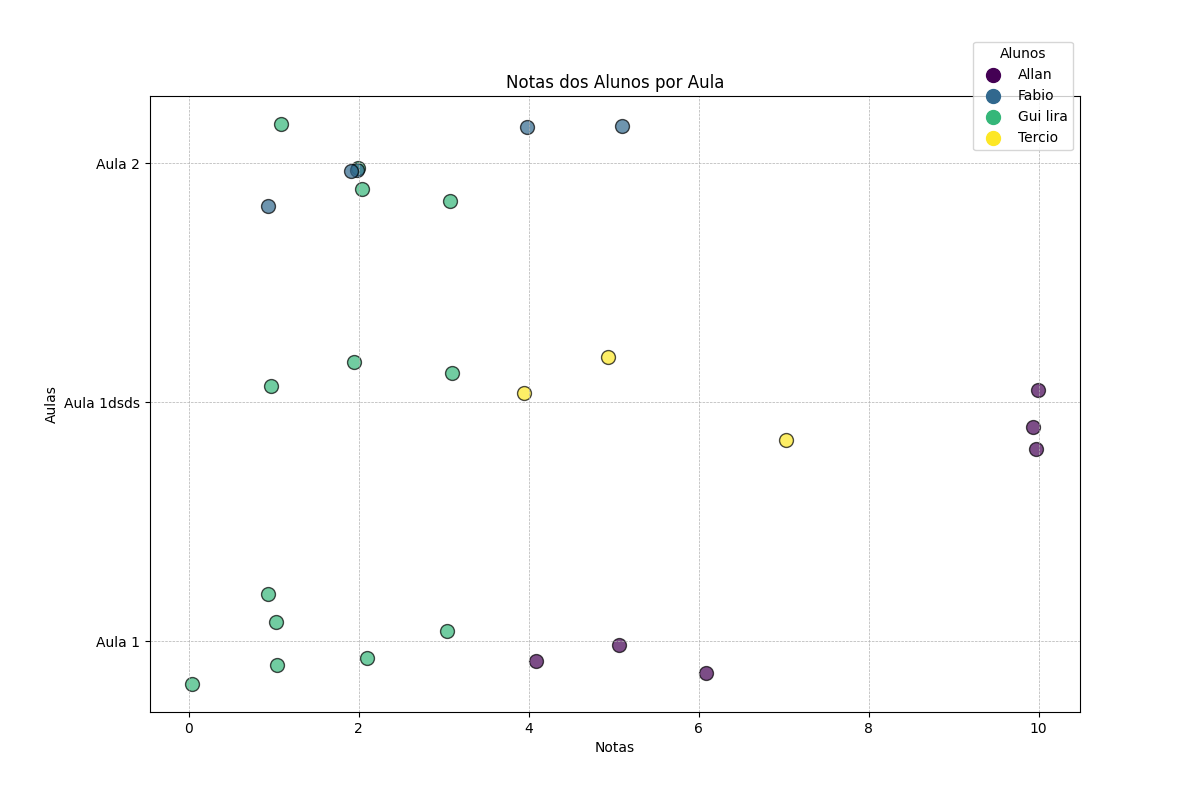 Alunos
Allan
Fabio
Gui lira
Tercio
Notas dos Alunos por Aula
Aula 2
Aula 1dsds
Aula 1
Aulas
0 2 4 6 8 10
Notas